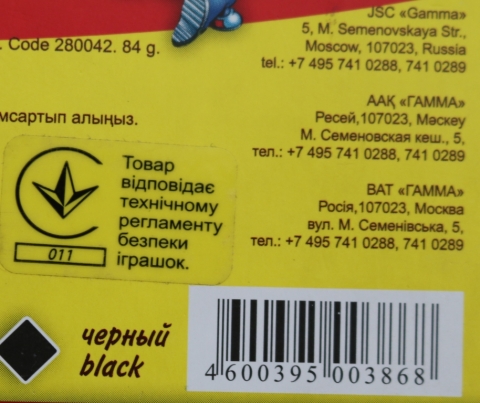 JSC «Gamma»
5, M. Semenovskaya Str.,
Moscow, 107023, Russia
tel.: +7 495 741 0288, 741 0289
. Code 280042. 84 g.
ААҚ «ГАММА»
Ресей,107023, Мәскеу
М. Семеновская кеш., 5,
тел.: +7 495 741 0288, 741 0289
алыңыз.
ВАТ «ГАММА»
Росія,107023, Москва
вул. М. Семенівська, 5,
тел.: +7 495 741 0288, 741 0289
Товар
відповідає
технічному
регламенту
безпеки
іграшок.
011
черный
black
4 600395 003868